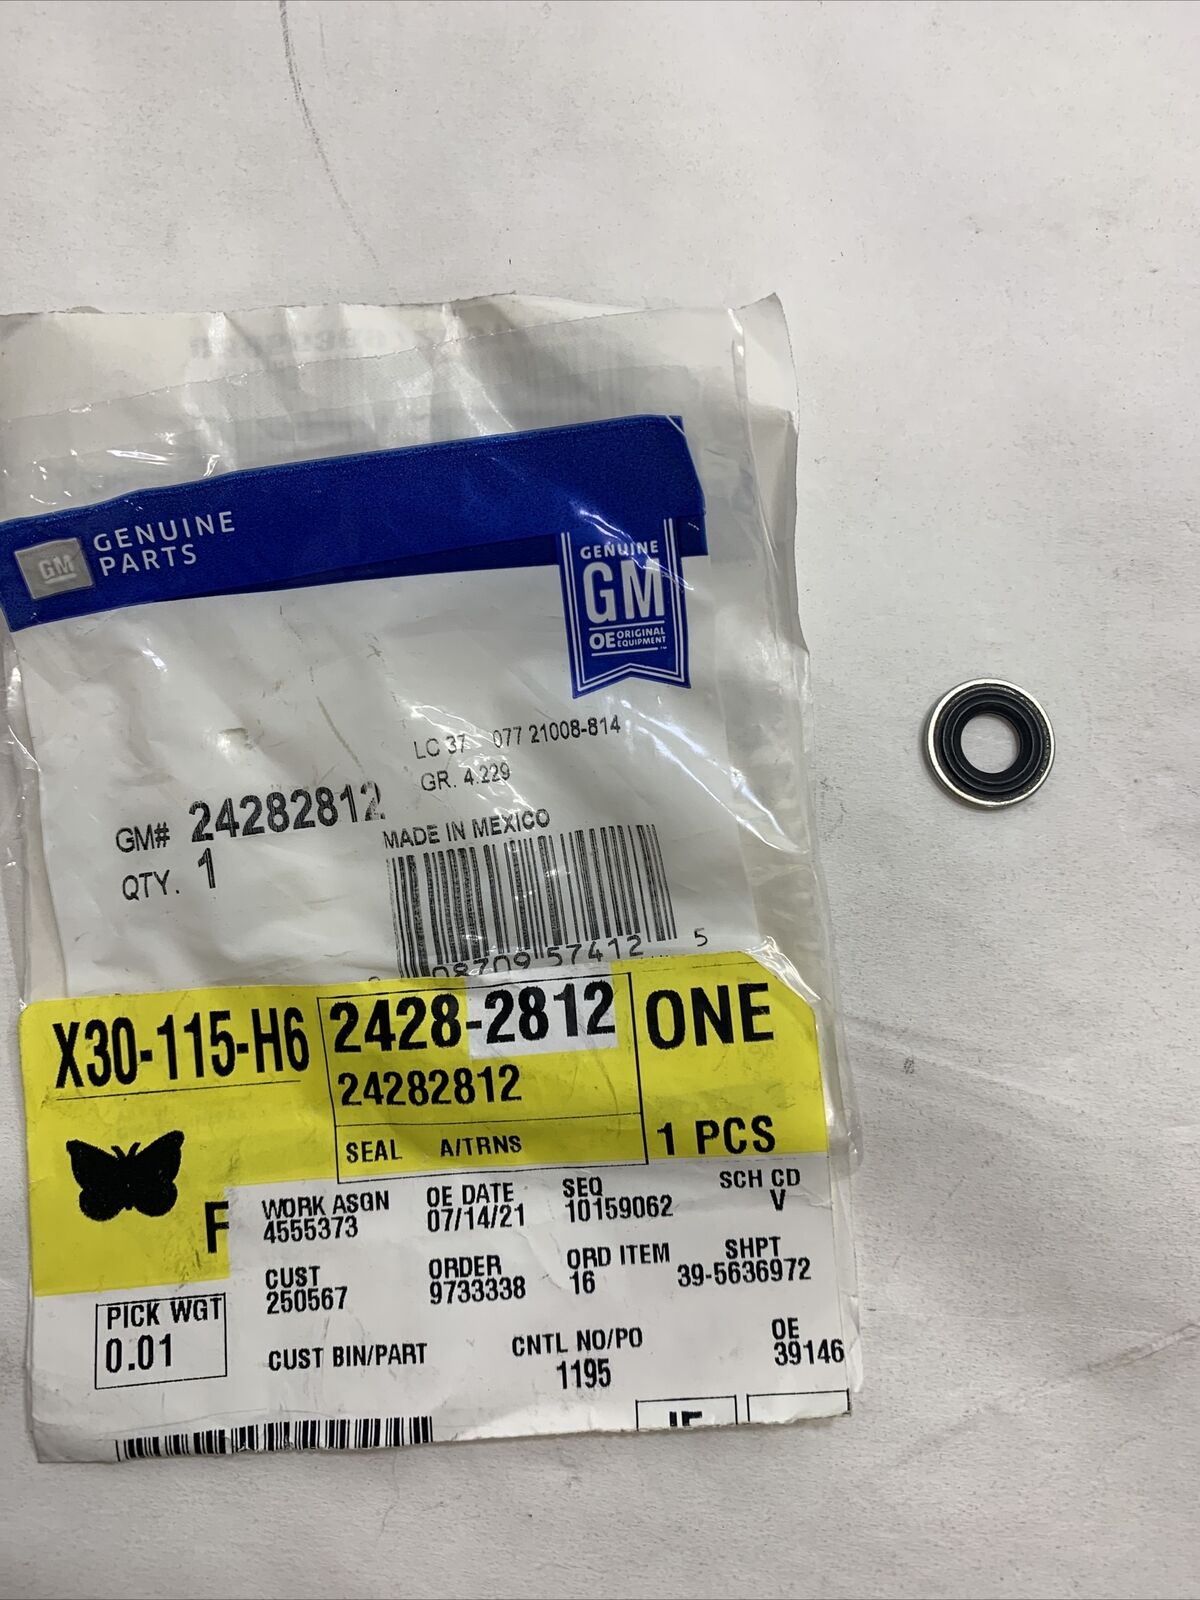 GM GENUINE
PARTS
GENUINE
GM
OE ORIGINAL
EQUIPMENT
LC 37 077 21008-814
GR. 4.229
GM# 24282812
QTY. 1
MADE IN MEXICO
08709 57412 5
X30-115-H6
2428-2812
24282812
SEAL A/TRNS
ONE
1 PCS
F
WORK ASGN
4555373
OE DATE
07/14/21
SEQ
10159062
SCH CD
V
CUST
250567
ORDER
9733338
ORD ITEM
16
SHPT
39-5636972
PICK WGT
0.01
CUST BIN/PART
CNTL NO/PO
1195
OE
39146